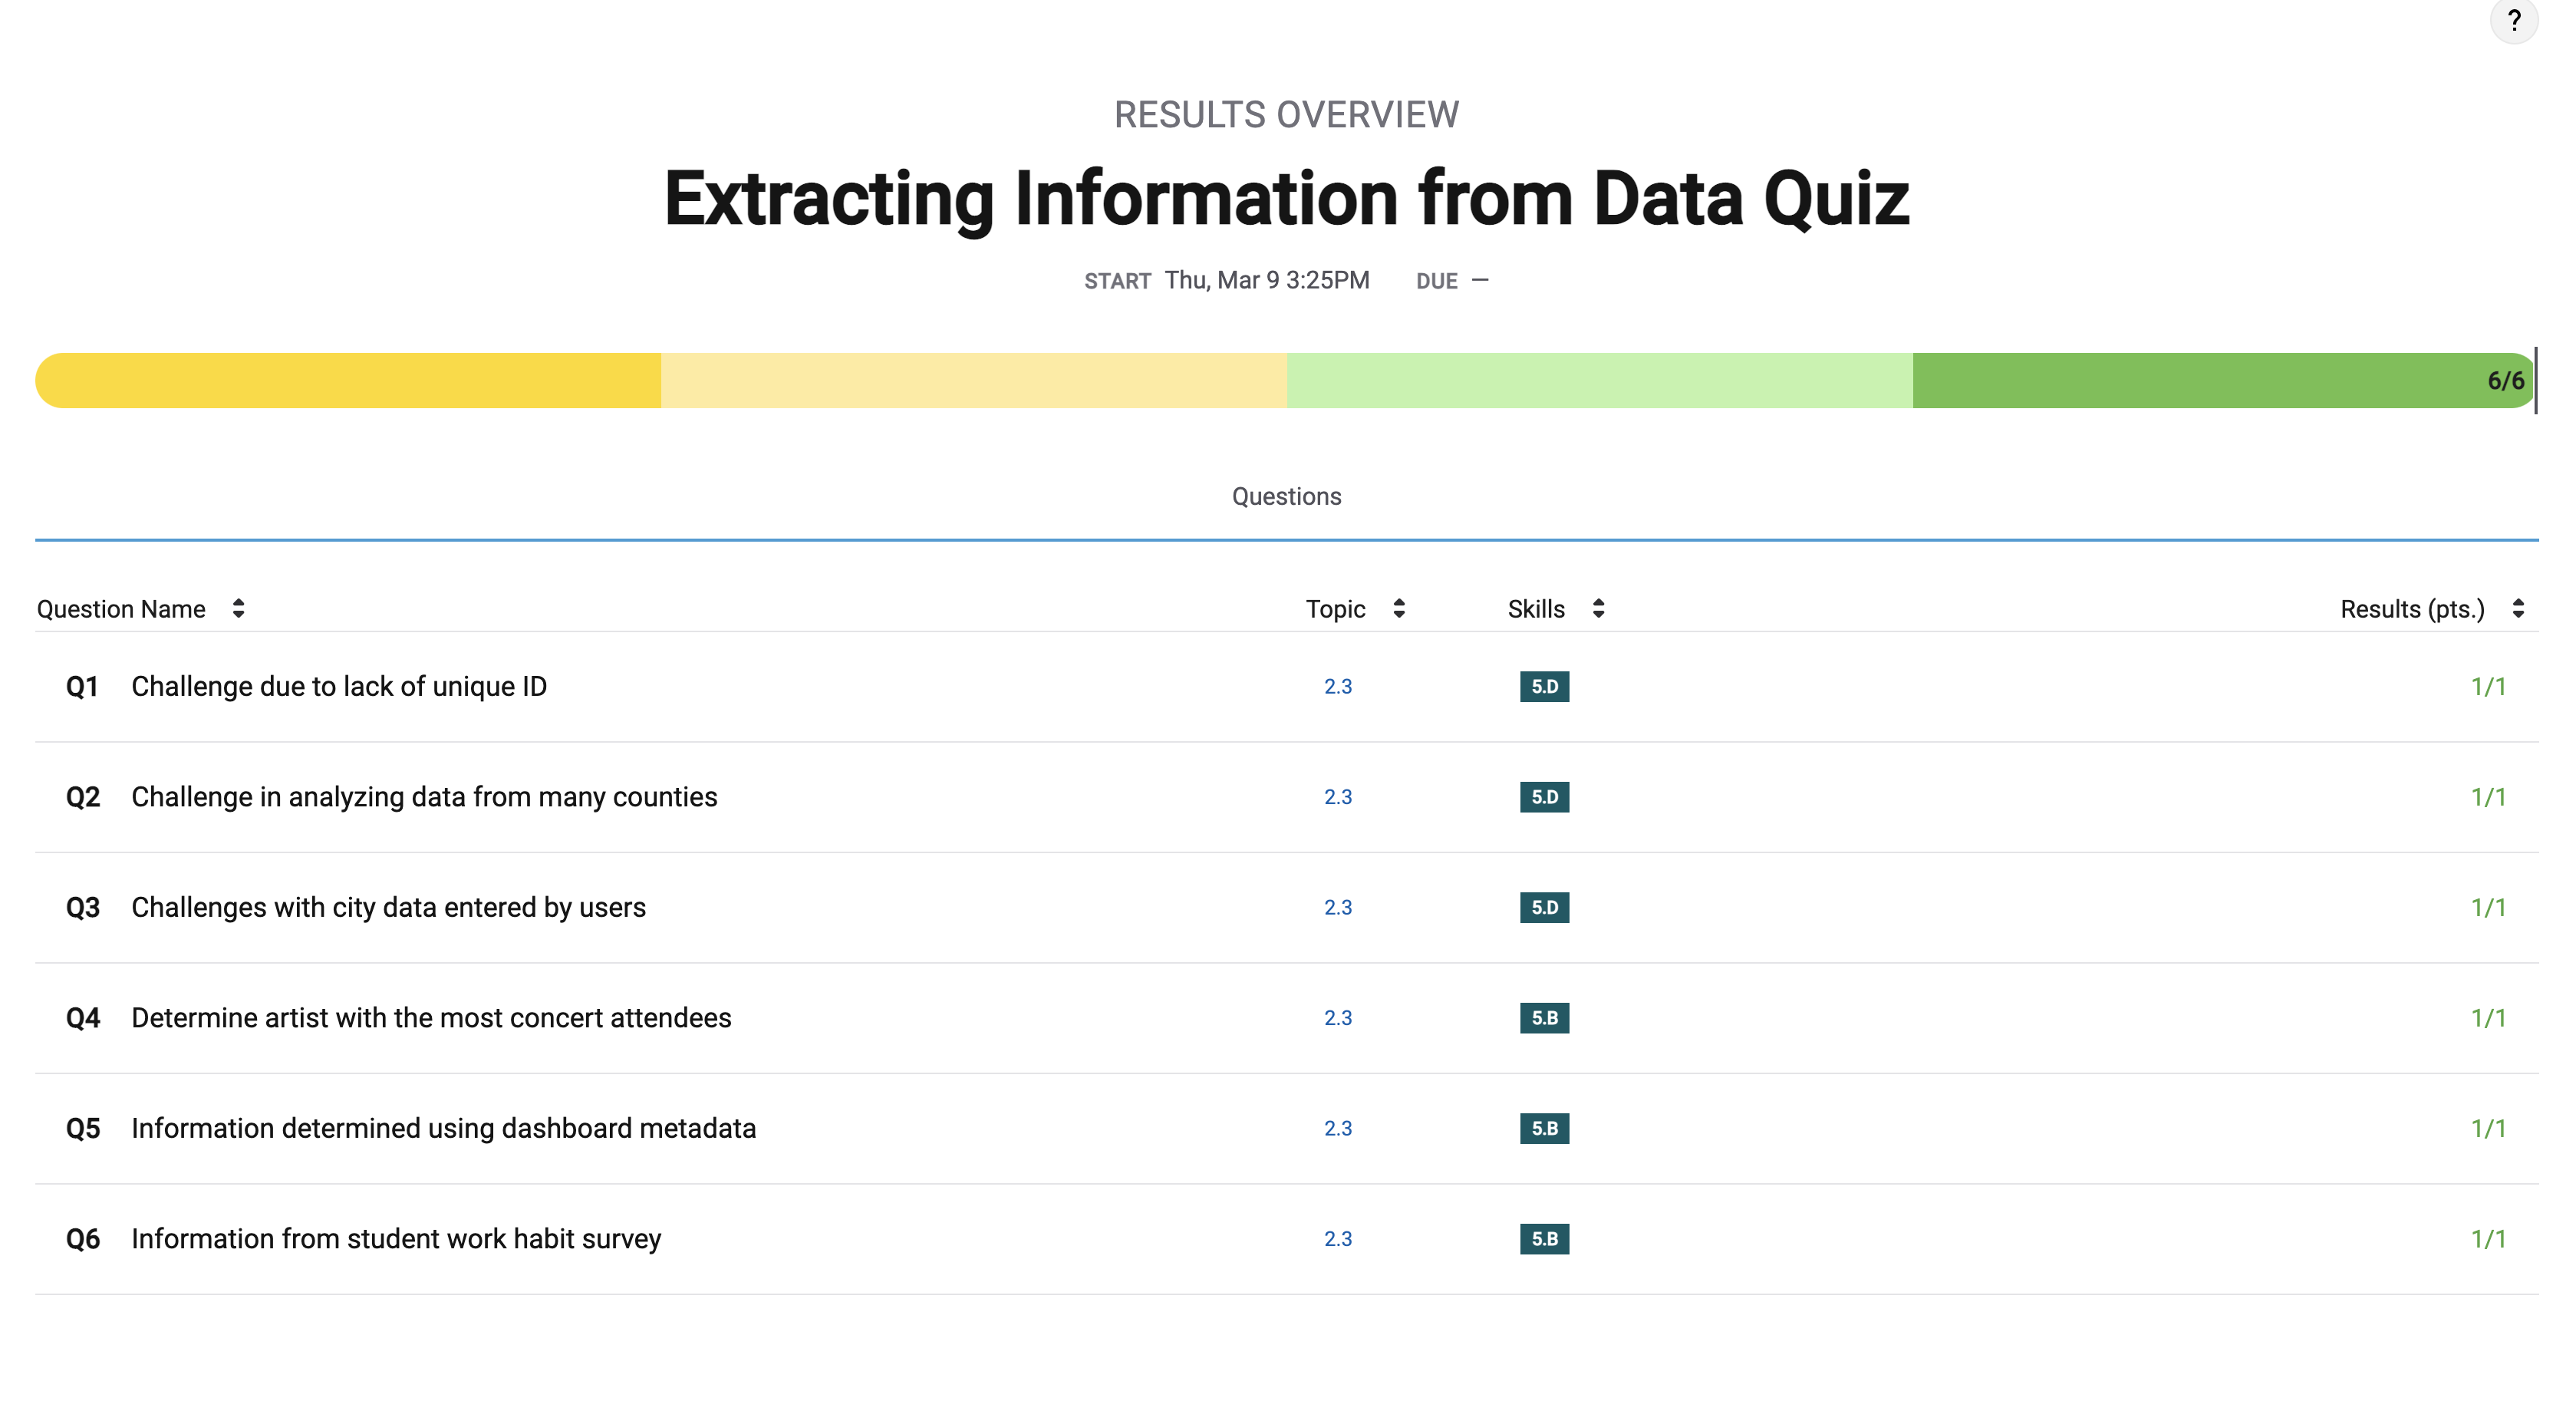 ?
RESULTS OVERVIEW
Extracting Information from Data Quiz
START Thu, Mar 9 3:25PM DUE —
6/6
Questions
Question Name Topic Skills Results (pts.)
Q1 Challenge due to lack of unique ID 2.3 5.D 1/1
Q2 Challenge in analyzing data from many counties 2.3 5.D 1/1
Q3 Challenges with city data entered by users 2.3 5.D 1/1
Q4 Determine artist with the most concert attendees 2.3 5.B 1/1
Q5 Information determined using dashboard metadata 2.3 5.B 1/1
Q6 Information from student work habit survey 2.3 5.B 1/1